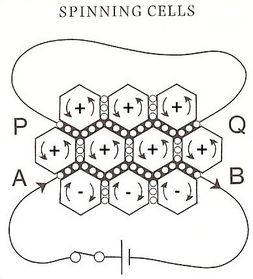 SPINNING CELLS
+ + +
P Q
+ + + +
A B
- - -